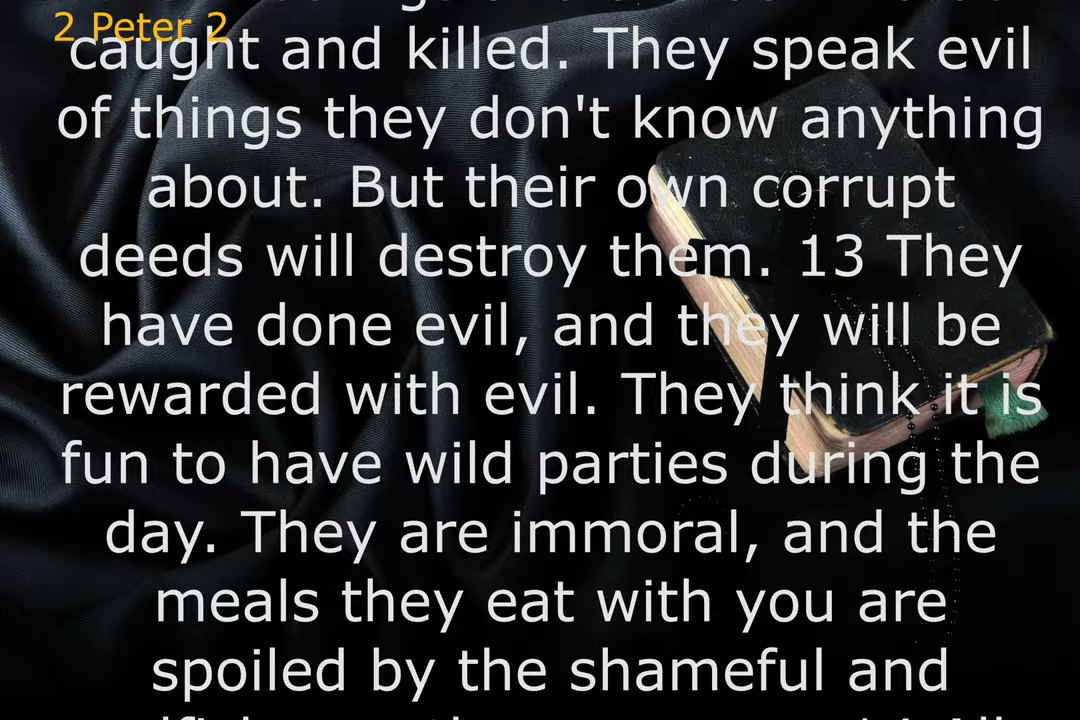 2 Peter 2
caught and killed. They speak evil
of things they don't know anything
about. But their own corrupt
deeds will destroy them. 13 They
have done evil, and they will be
rewarded with evil. They think it is
fun to have wild parties during the
day. They are immoral, and the
meals they eat with you are
spoiled by the shameful and